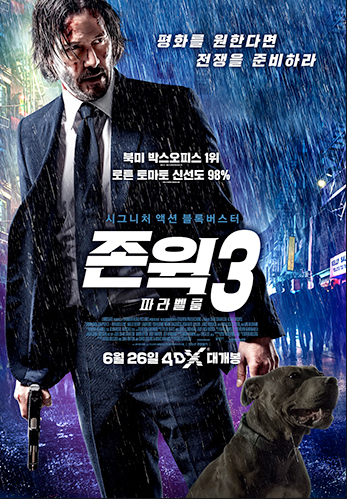 평화를 원한다면
전쟁을 준비하라
북미 박스오피스 1위
로튼 토마토 신선도 98%
시그니처 액션 블록버스터
존윅3
파라벨룸
6월 26일 4DX 대개봉